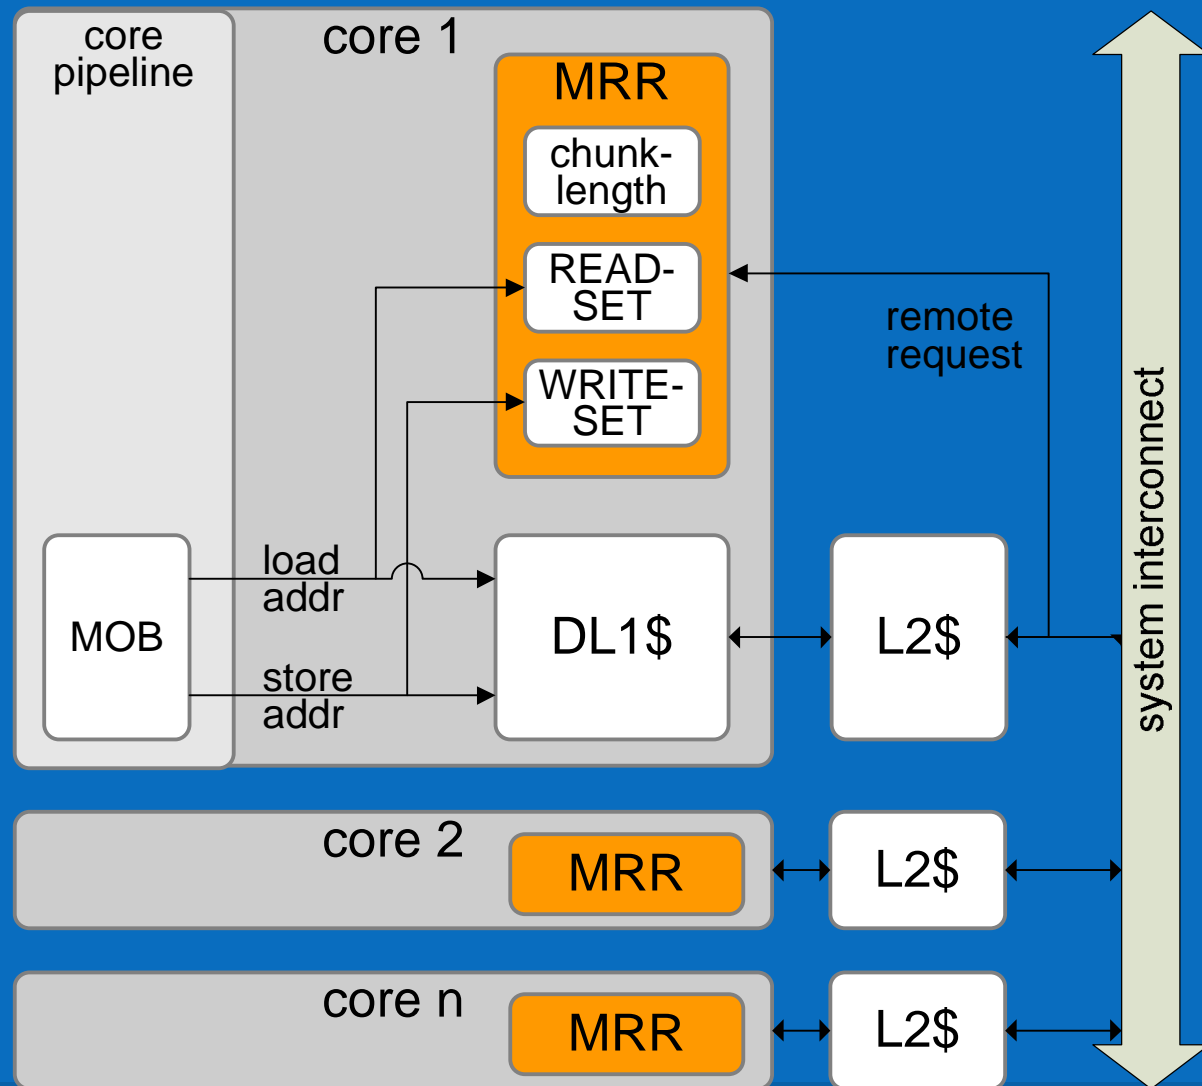 core
pipeline
core 1
MRR
chunk-
length
READ-
SET
WRITE-
SET
remote
request
load
addr
store
addr
MOB
DL1$
L2$
system interconnect
core 2
MRR
L2$
core n
MRR
L2$